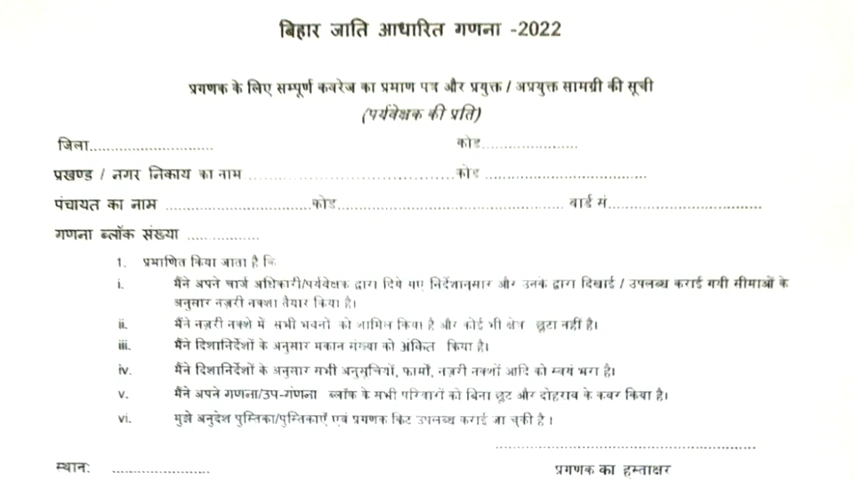 बिहार जाति आधारित गणना -2022
प्रगणक के लिए सम्पूर्ण कवरेज का प्रमाण पत्र और प्रयुक्त / अप्रयुक्त सामग्री की सूची
(पर्यवेक्षक की प्रति)
जिला............................ कोड......................
प्रखण्ड / नगर निकाय का नाम .................................................कोड .....................................
पंचायत का नाम .................................कोड.................................................... वार्ड सं...................................
गणना ब्लॉक संख्या ................
1. प्रमाणित किया जाता है कि
i. मैंने अपने चार्ज अधिकारी/पर्यवेक्षक द्वारा दिये गए निर्देशानुसार और उनके द्वारा दिखाई / उपलब्ध कराई गयी सीमाओं के
अनुसार नज़री नक्शा तैयार किया है।
ii. मैंने नज़री नक्शे में सभी भवनों को शामिल किया है और कोई भी क्षेत्र छूटा नहीं है।
iii. मैंने दिशानिर्देशों के अनुसार मकान संख्या को अंकित किया है।
iv. मैंने दिशानिर्देशों के अनुसार सभी अनुसूचियों, फार्मों, नज़री नक्शों आदि को स्वयं भरा है।
v. मैंने अपने गणना/उप-गणना ब्लॉक के सभी परिवारों को बिना छूट और दोहराव के कवर किया है।
vi. मुझे अनुदेश पुस्तिका/पुस्तिकाएँ एवं प्रगणक किट उपलब्ध कराई जा चुकी है ।
स्थान: ...................... प्रगणक का हस्ताक्षर